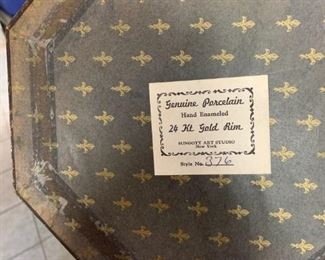 Genuine Porcelain
Hand Enameled
24 Kt. Gold Rim
SUNGOTT ART STUDIO
New York
Style No. 376